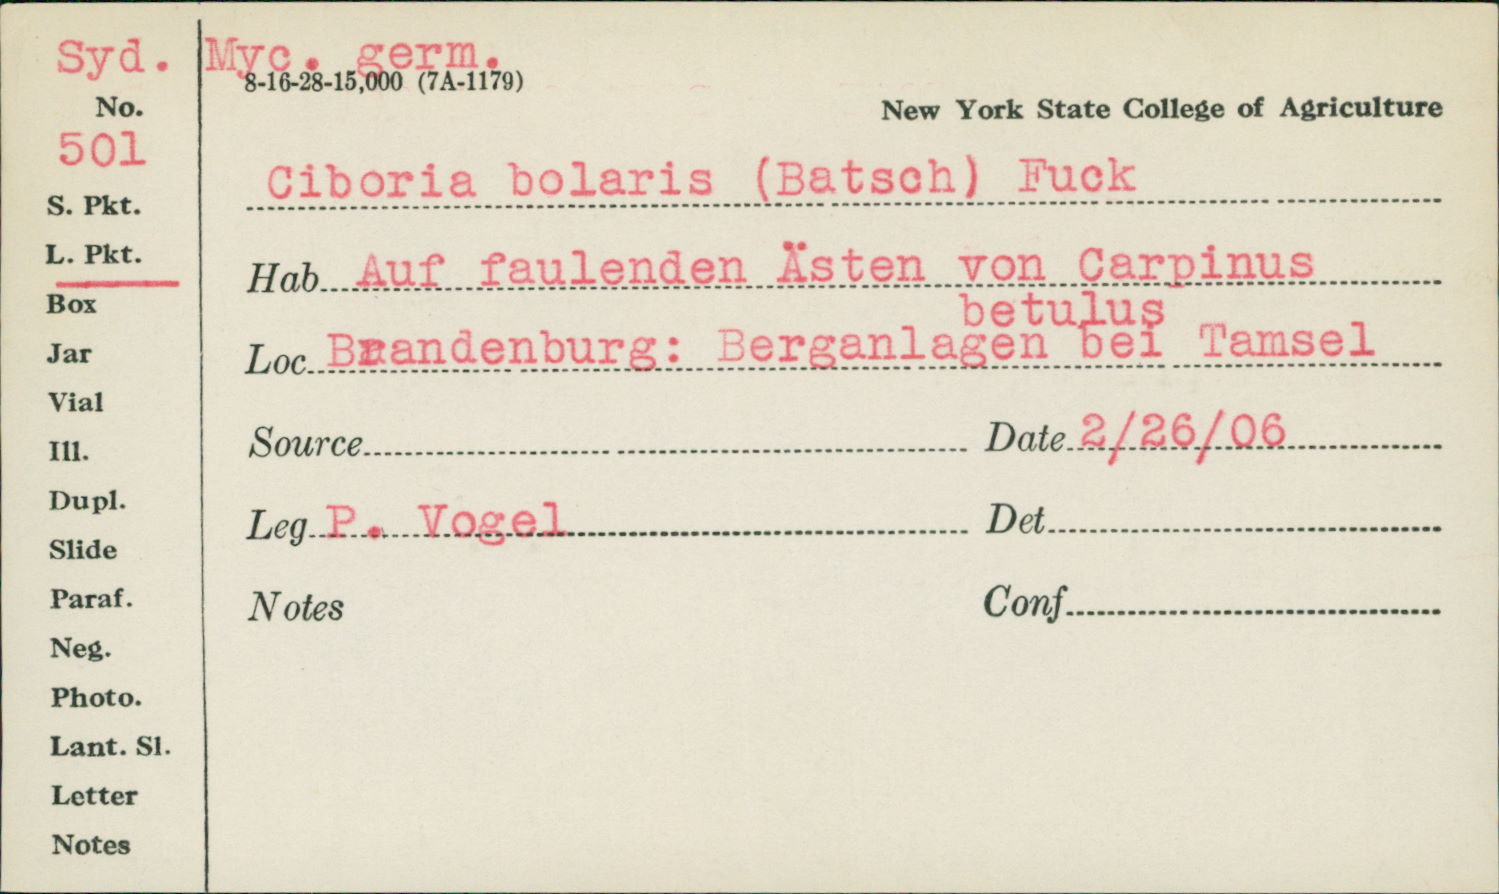 Syd. Myc. germ.
8-16-28-15,000 (7A-1179)
No.
New York State College of Agriculture
501
Ciboria bolaris (Batsch) Fuck
S. Pkt.
L. Pkt.
Hab. Auf faulenden Ästen von Carpinus
betulus
Box
Loc. Brandenburg: Berganlagen bei Tamsel
Jar
Vial
Source Date 2/26/06
Ill.
Dupl.
Leg. P. Vogel Det.
Slide
Paraf.
Notes Conf.
Neg.
Photo.
Lant. Sl.
Letter
Notes